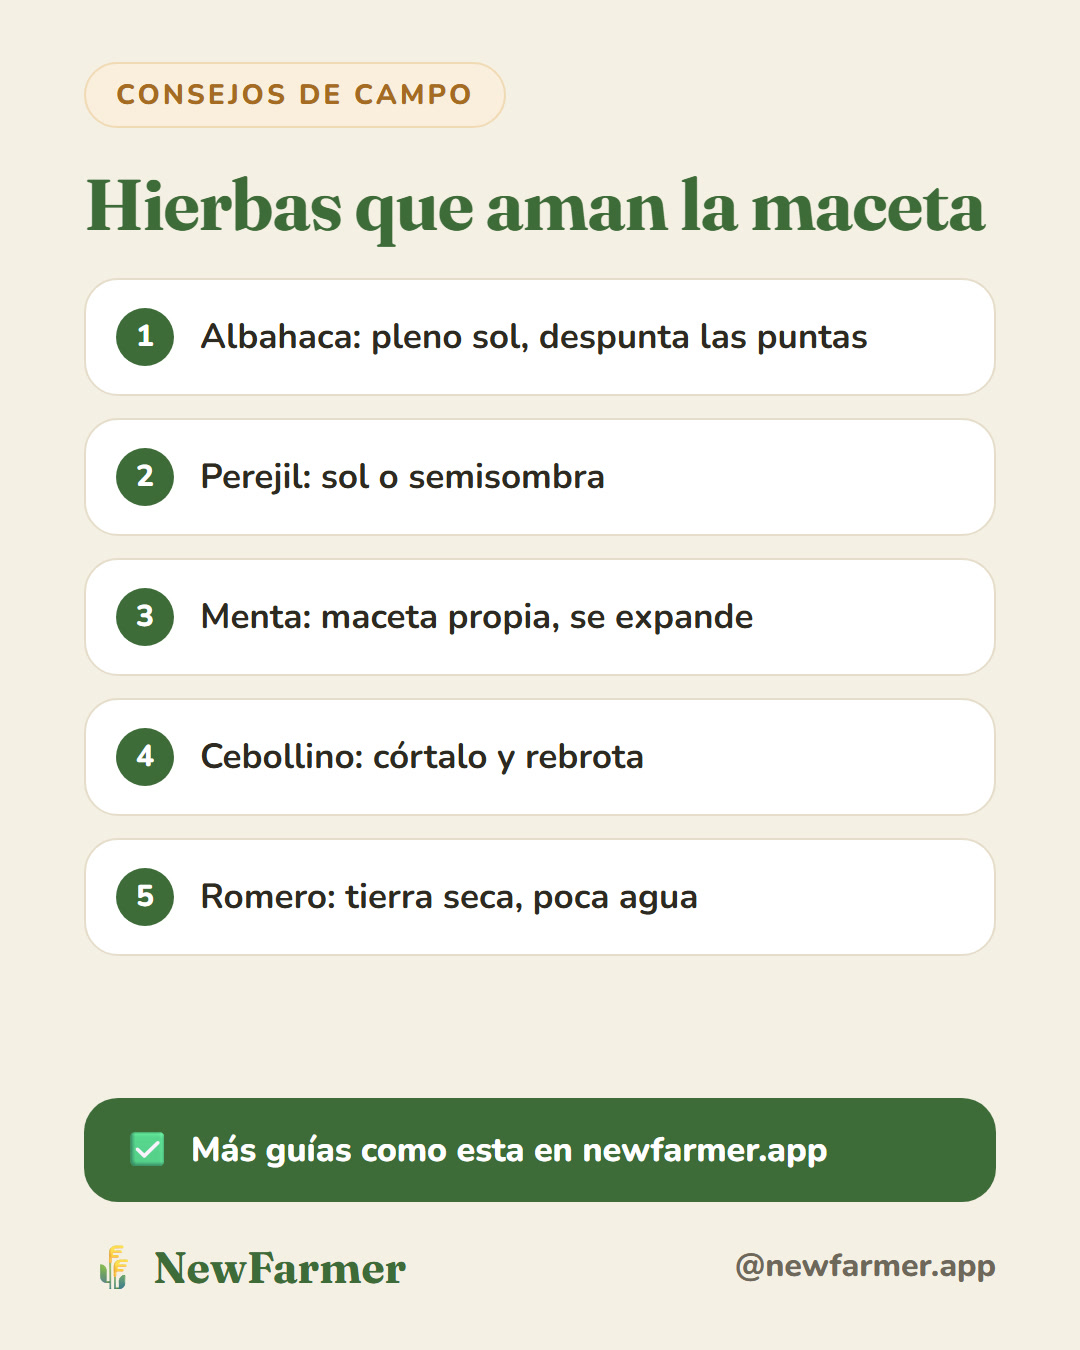 CONSEJOS DE CAMPO
Hierbas que aman la maceta
1 Albahaca: pleno sol, despunta las puntas
2 Perejil: sol o semisombra
3 Menta: maceta propia, se expande
4 Cebollino: córtalo y rebrota
5 Romero: tierra seca, poca agua
Más guías como esta en newfarmer.app
NewFarmer
@newfarmer.app